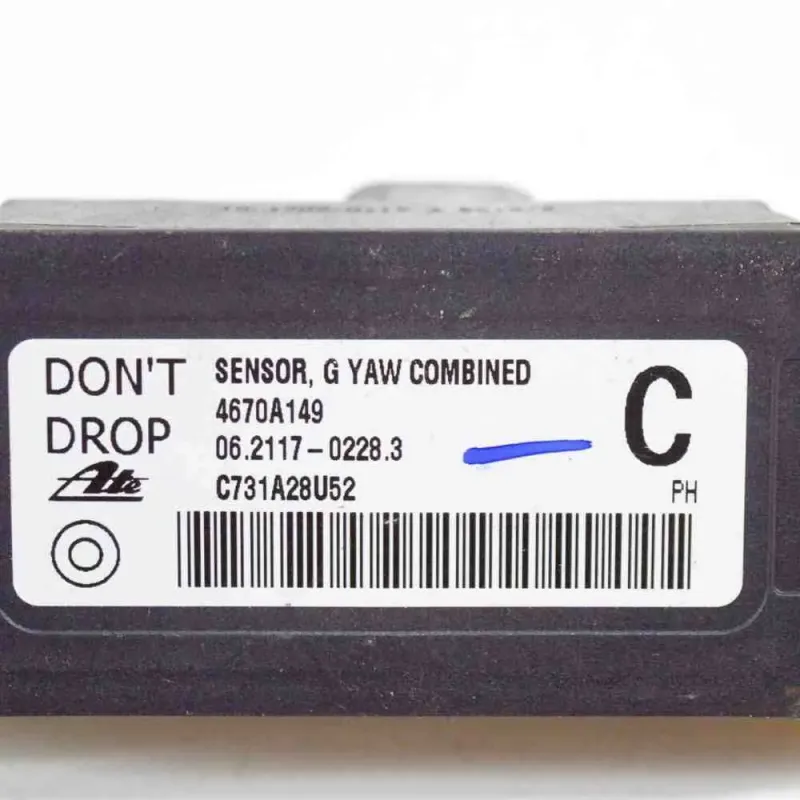 DON'T
DROP
Ate
SENSOR, G YAW COMBINED
4670A149
06.2117-0228.3
C731A28U52
C
PH